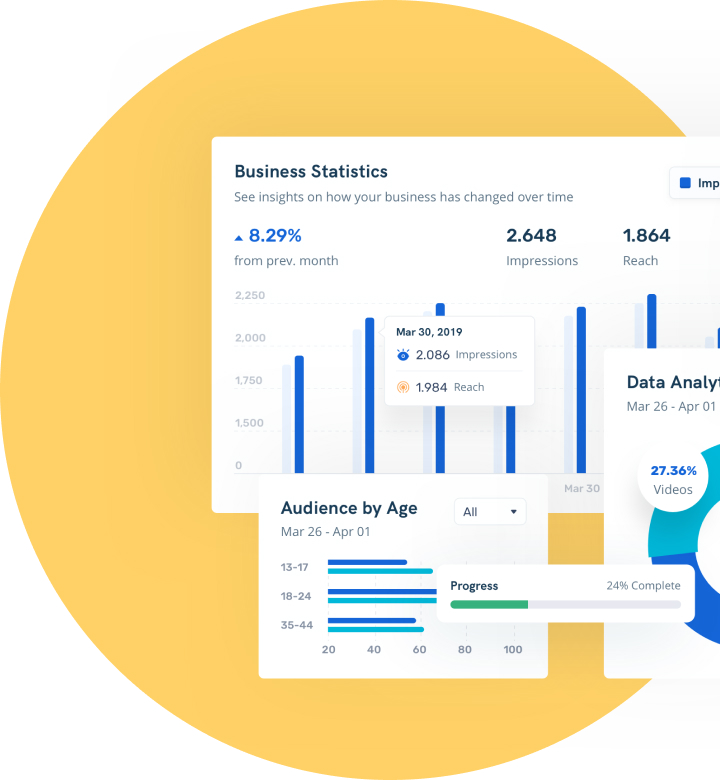 Business Statistics
See insights on how your business has changed over time
8.29%
from prev. month
2.648
Impressions
1.864
Reach
2,250
2,000
1,750
1,500
0
Mar 30, 2019
2.086 Impressions
1.984 Reach
Mar 30
Data
Mar 26 - Apr 01
27.36%
Videos
Audience by Age
All
Mar 26 - Apr 01
13-17
18-24
35-44
20 40 60 80 100
Progress
24% Complete